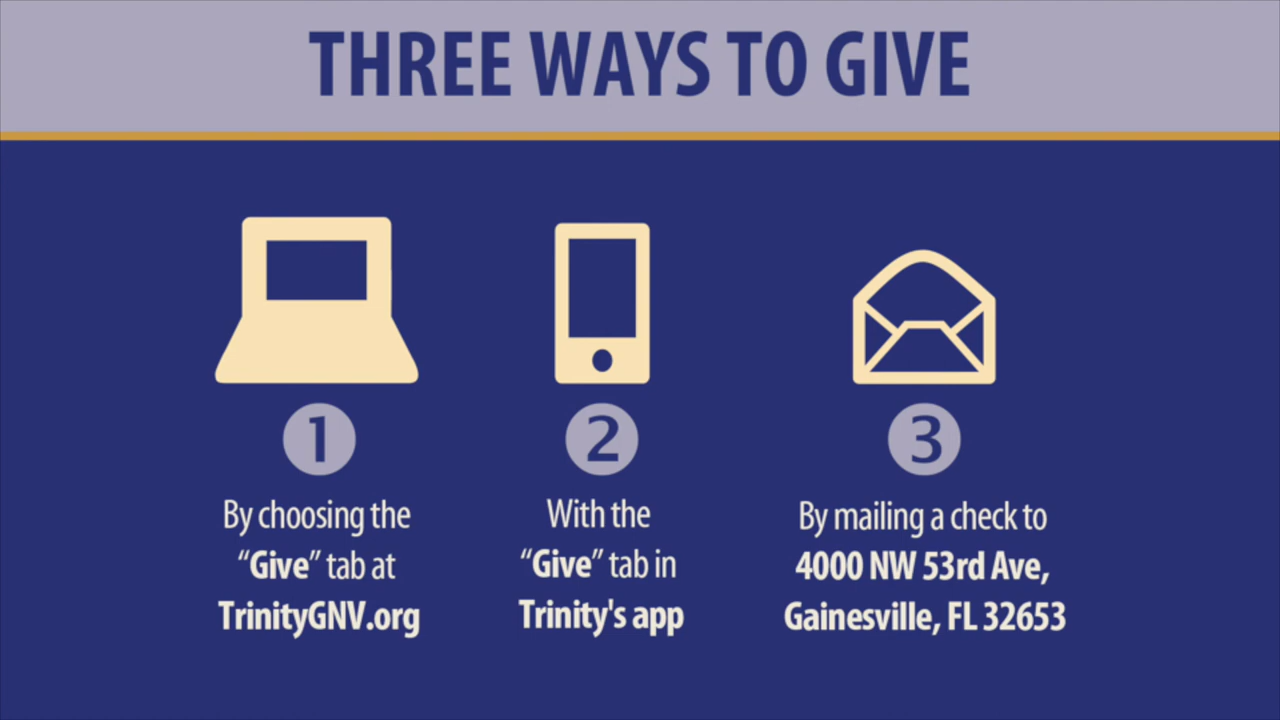 THREE WAYS TO GIVE
1
By choosing the
“Give” tab at
TrinityGNV.org
2
With the
“Give” tab in
Trinity's app
3
By mailing a check to
4000 NW 53rd Ave,
Gainesville, FL 32653